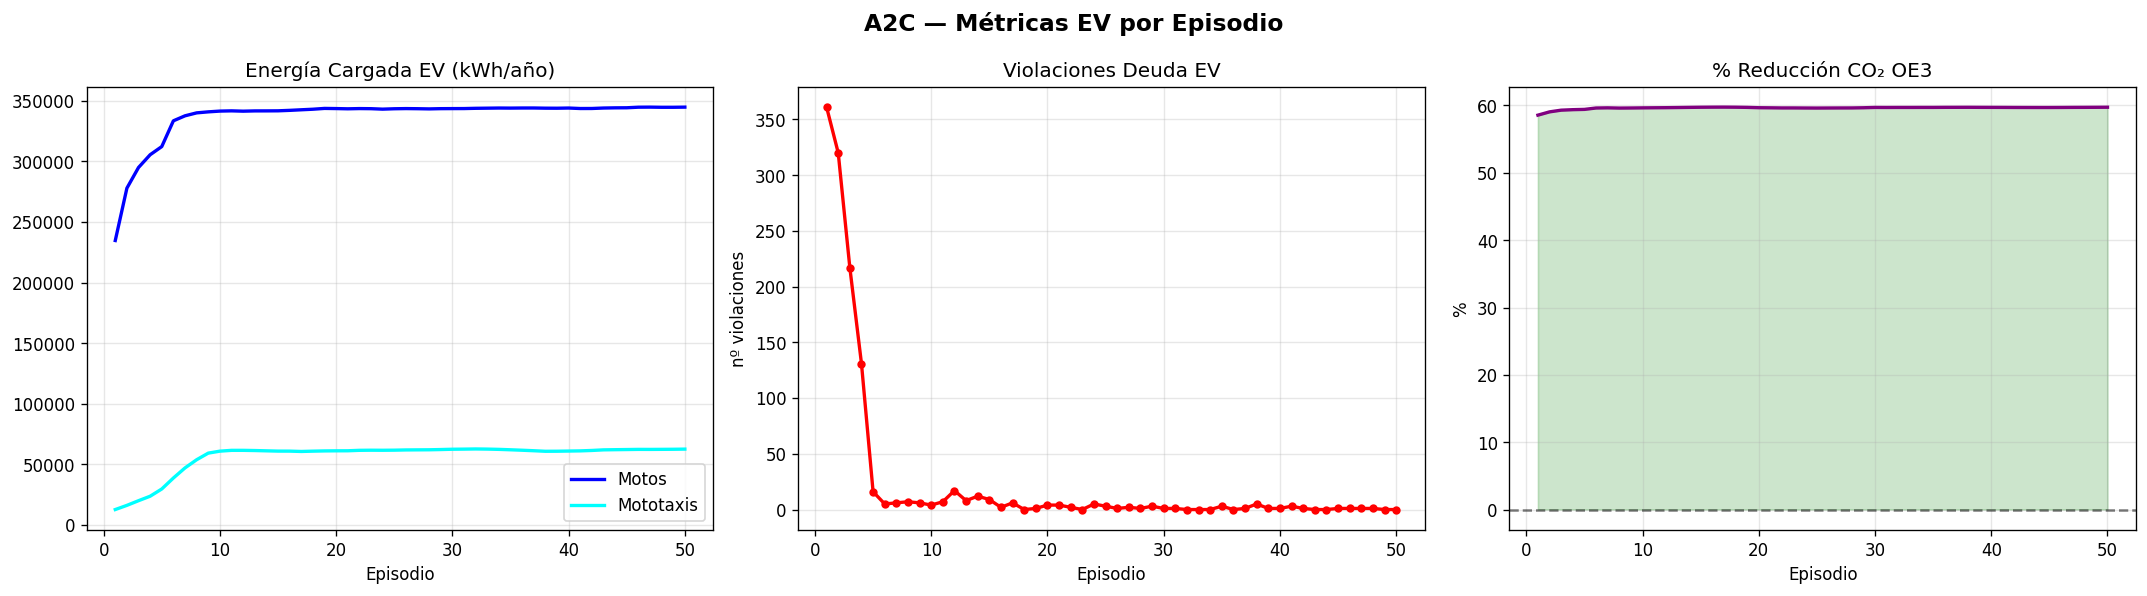 A2C — Métricas EV por Episodio
Energía Cargada EV (kWh/año)
350000
300000
250000
200000
150000
100000
50000
0
0 10 20 30 40 50
Episodio
Motos
Mototaxis
Violaciones Deuda EV
nº violaciones
350
300
250
200
150
100
50
0
0 10 20 30 40 50
Episodio
% Reducción CO₂ OE3
%
60
50
40
30
20
10
0
0 10 20 30 40 50
Episodio